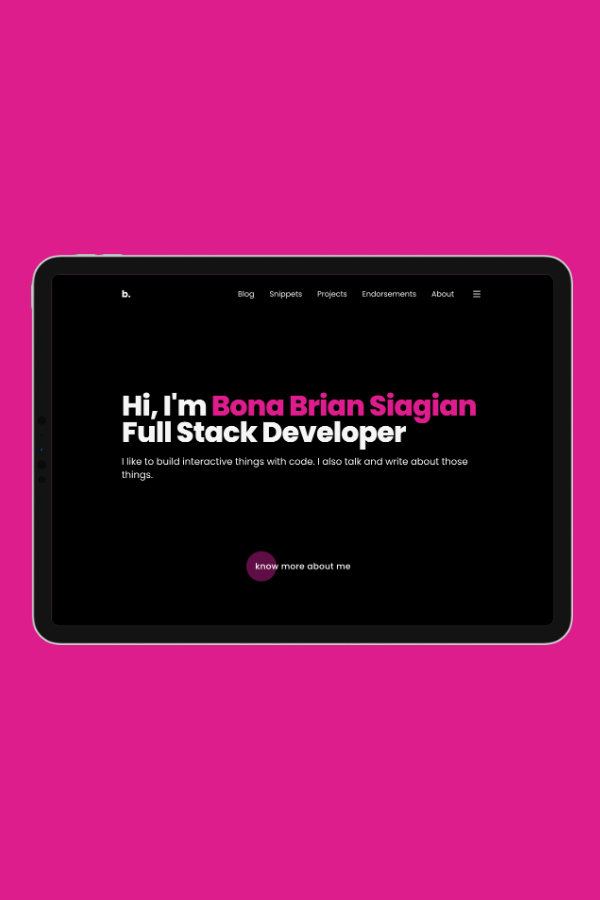 b.
Blog Snippets Projects Endorsements About
Hi, I'm Bona Brian Siagian
Full Stack Developer
I like to build interactive things with code. I also talk and write about those
things.
know more about me